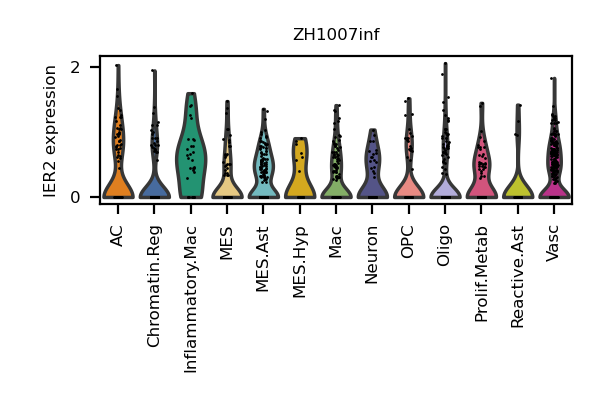 ZH1007inf
IER2 expression
2
0
AC
Chromatin.Reg
Inflammatory.Mac
MES
MES.Ast
MES.Hyp
Mac
Neuron
OPC
Oligo
Prolif.Metab
Reactive.Ast
Vasc